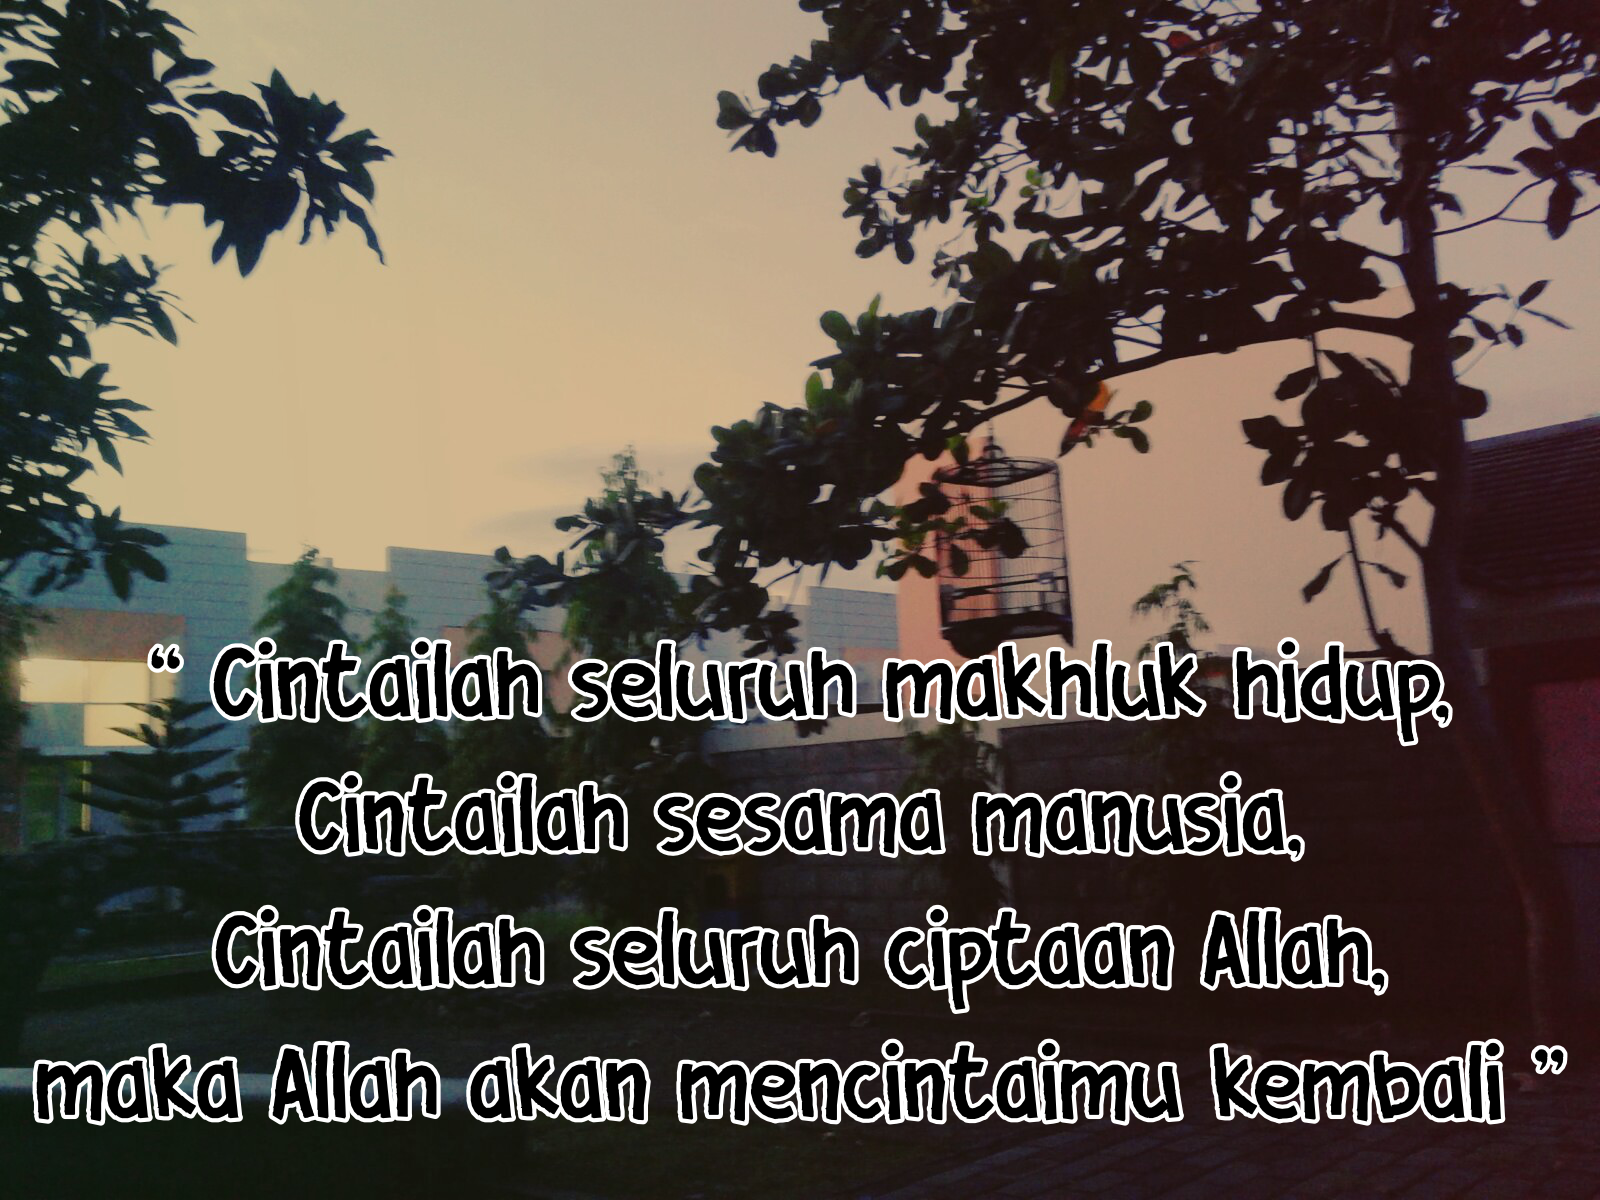 “ Cintailah seluruh makhluk hidup,
Cintailah sesama manusia,
Cintailah seluruh ciptaan Allah,
maka Allah akan mencintaimu kembali ”